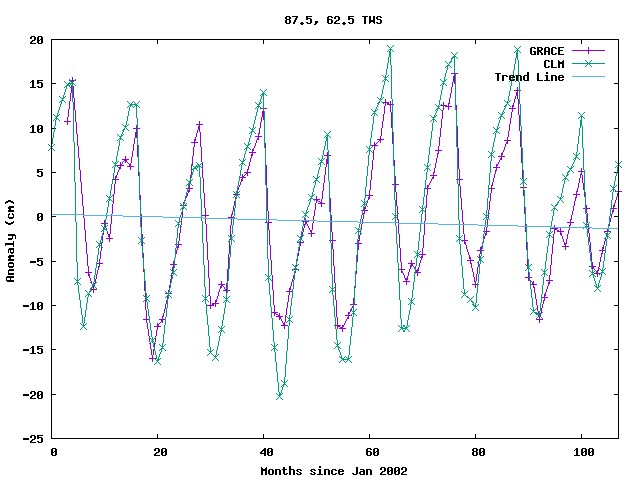 87.5, 62.5 TWS
GRACE
CLM
Trend Line
20
15
10
5
0
-5
-10
-15
-20
-25
Anomaly (cm)
0 20 40 60 80 100
Months since Jan 2002